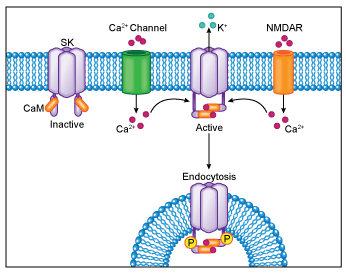 Ca²⁺ Channel
K⁺
NMDAR
SK
CaM
Inactive
Ca²⁺
Active
Ca²⁺
Endocytosis
P
P